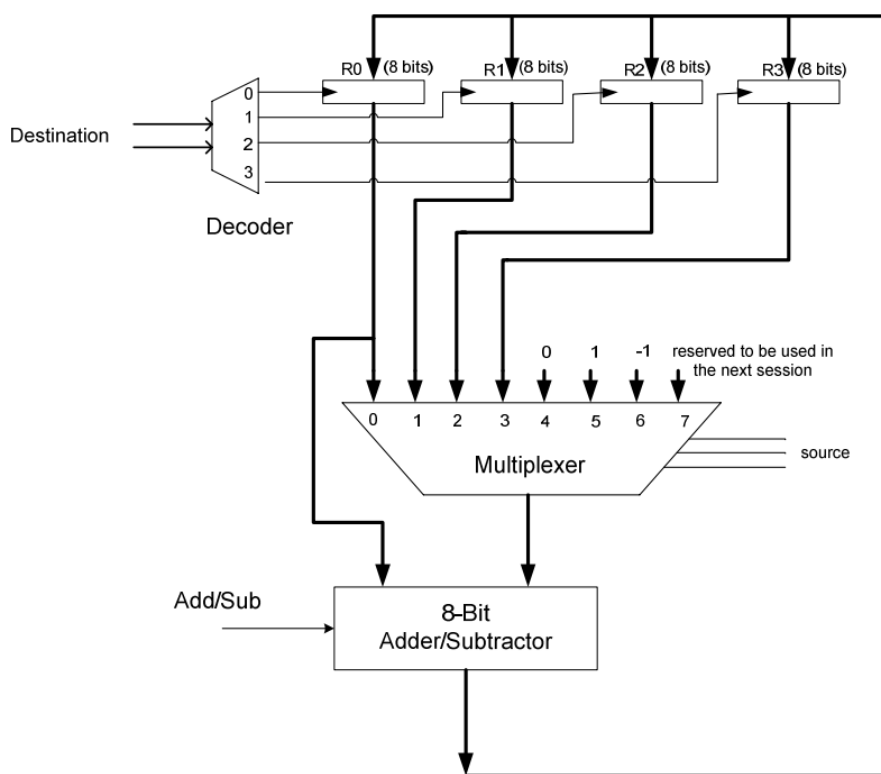 R0 (8 bits)
R1 (8 bits)
R2 (8 bits)
R3 (8 bits)
0
1
2
3
Destination
Decoder
0
1
-1
reserved to be used in
the next session
0
1
2
3
4
5
6
7
Multiplexer
source
Add/Sub
8-Bit
Adder/Subtractor